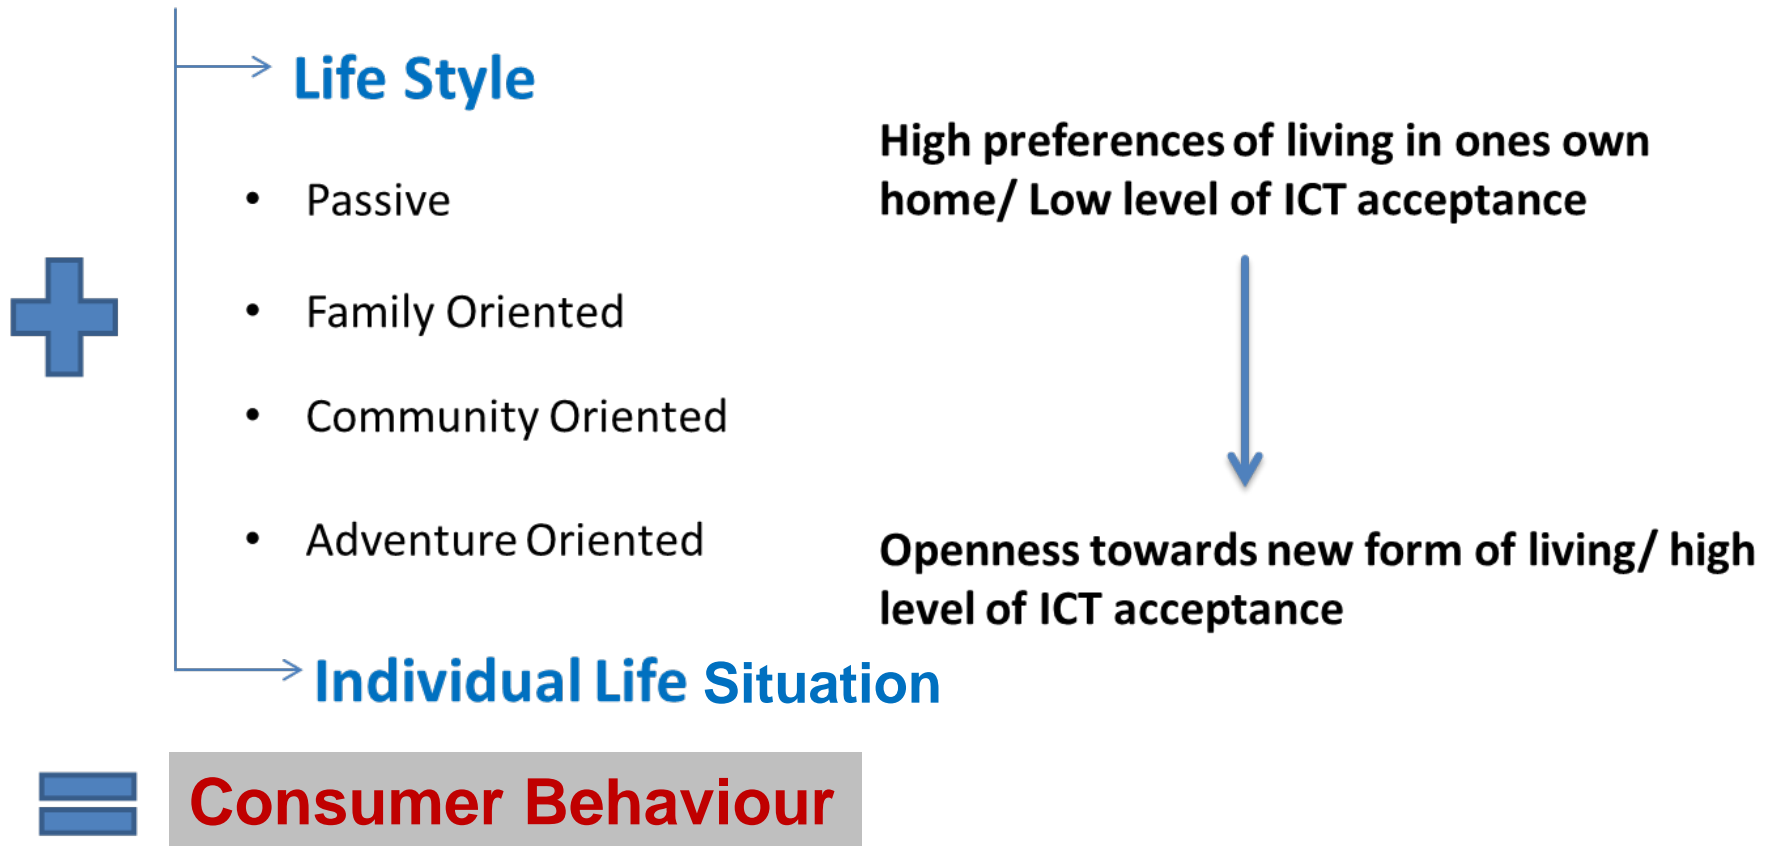 Life Style
High preferences of living in ones own
home/ Low level of ICT acceptance
• Passive
• Family Oriented
• Community Oriented
• Adventure Oriented
Openness towards new form of living/ high
level of ICT acceptance
Individual Life Situation
Consumer Behaviour